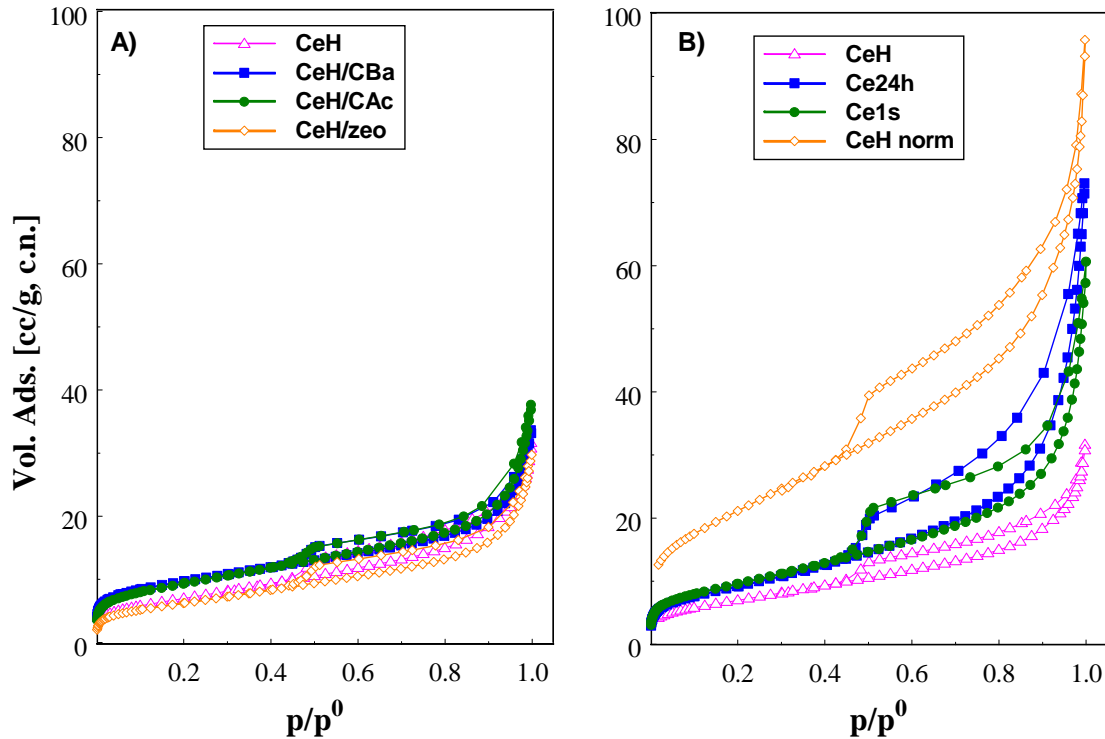 A)
CeH
CeH/CBa
CeH/CAc
CeH/zeo
100
80
60
40
20
0
0.2
0.4
0.6
0.8
1.0
p/p⁰
Vol. Ads. [cc/g, c.n.]
B)
CeH
Ce24h
Ce1s
CeH norm
100
80
60
40
20
0
0.2
0.4
0.6
0.8
1.0
p/p⁰